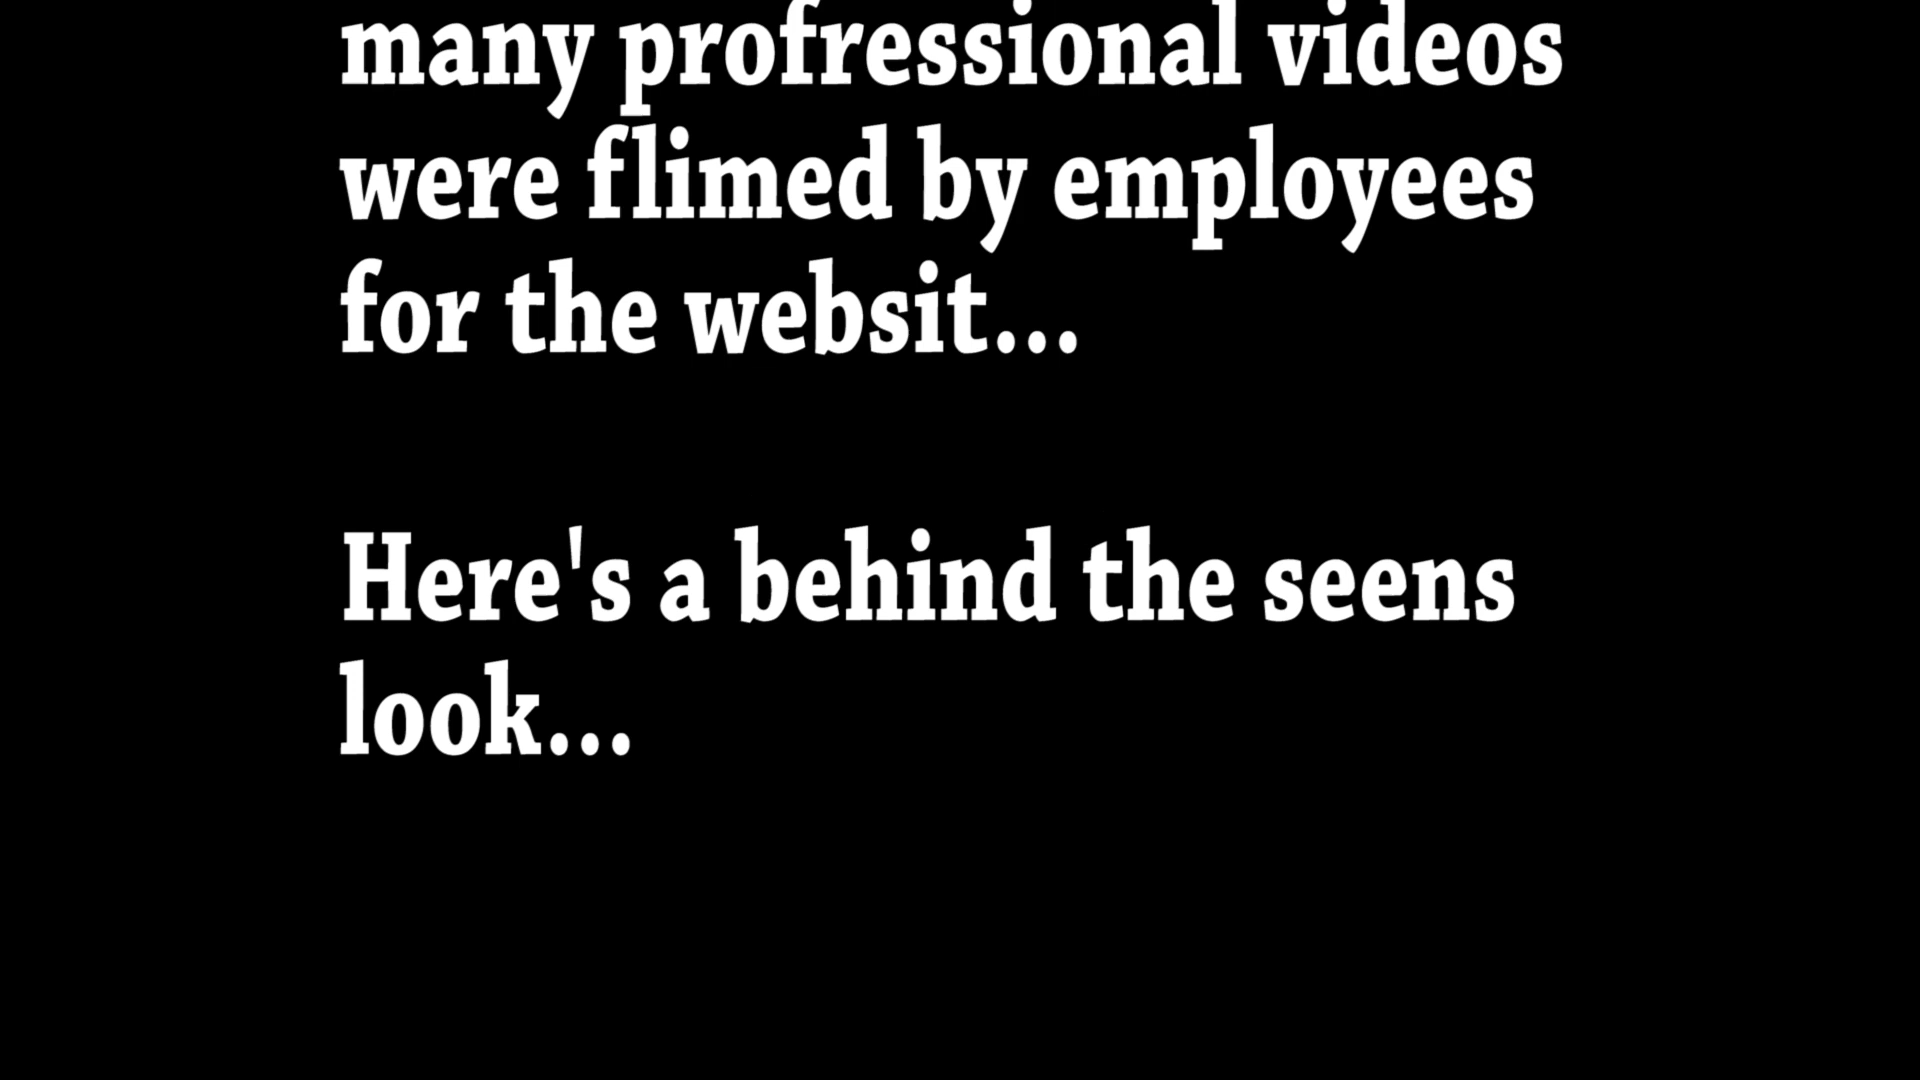 many profressional videos
were flimed by employees
for the websit...
Here's a behind the seens
look...